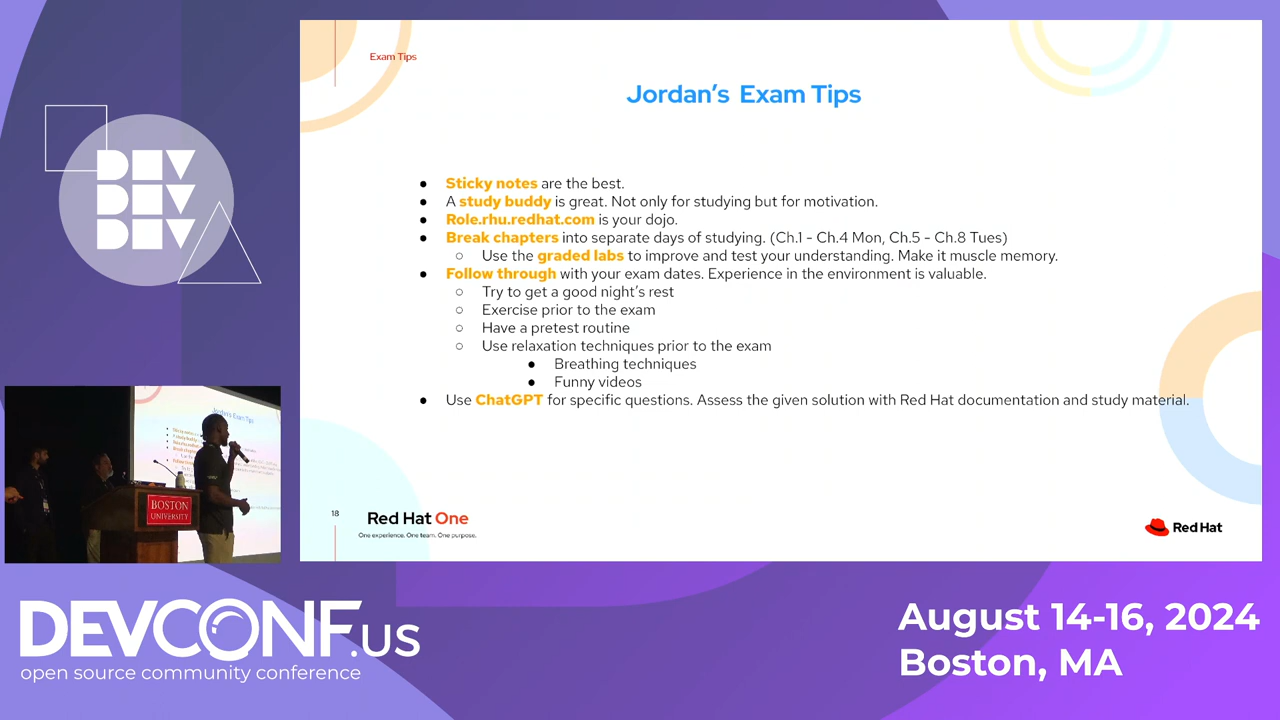 Exam Tips
Jordan's Exam Tips
● Sticky notes are the best.
● A study buddy is great. Not only for studying but for motivation.
● Role.rhu.redhat.com is your dojo.
● Break chapters into separate days of studying. (Ch.1 - Ch.4 Mon, Ch.5 - Ch.8 Tues)
○ Use the graded labs to improve and test your understanding. Make it muscle memory.
● Follow through with your exam dates. Experience in the environment is valuable.
○ Try to get a good night's rest
○ Exercise prior to the exam
○ Have a pretest routine
○ Use relaxation techniques prior to the exam
● Breathing techniques
● Funny videos
● Use ChatGPT for specific questions. Assess the given solution with Red Hat documentation and study material.
18
Red Hat One
One experience. One team. One purpose.
Red Hat
DEV
DEV
DEV
Jordan's Exam Tips
BOSTON
UNIVERSITY
DEVCONF.US
open source community conference
August 14-16, 2024
Boston, MA